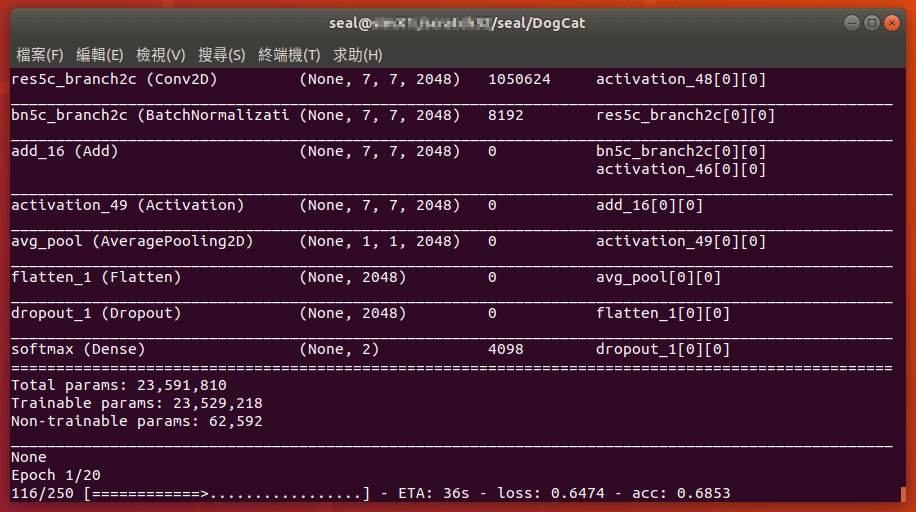 seal@ /seal/DogCat
檔案(F) 編輯(E) 檢視(V) 搜尋(S) 終端機(T) 求助(H)
res5c_branch2c (Conv2D) (None, 7, 7, 2048) 1050624 activation_48[0][0]
bn5c_branch2c (BatchNormalizati (None, 7, 7, 2048) 8192 res5c_branch2c[0][0]
add_16 (Add) (None, 7, 7, 2048) 0 bn5c_branch2c[0][0]
activation_46[0][0]
activation_49 (Activation) (None, 7, 7, 2048) 0 add_16[0][0]
avg_pool (AveragePooling2D) (None, 1, 1, 2048) 0 activation_49[0][0]
flatten_1 (Flatten) (None, 2048) 0 avg_pool[0][0]
dropout_1 (Dropout) (None, 2048) 0 flatten_1[0][0]
softmax (Dense) (None, 2) 4098 dropout_1[0][0]
=================================================================================================
Total params: 23,591,810
Trainable params: 23,529,218
Non-trainable params: 62,592
None
Epoch 1/20
116/250 [============>.................] - ETA: 36s - loss: 0.6474 - acc: 0.6853